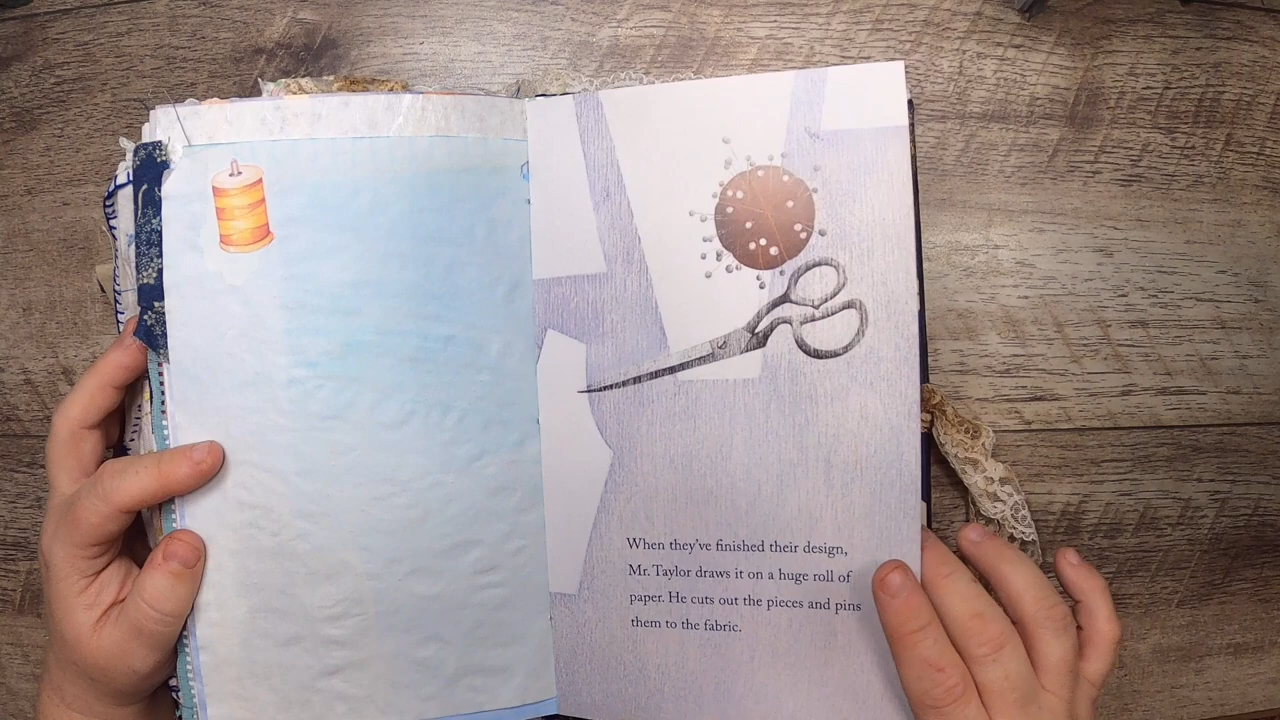 When they've finished their design,
Mr. Taylor draws it on a huge roll of
paper. He cuts out the pieces and pins
them to the fabric.